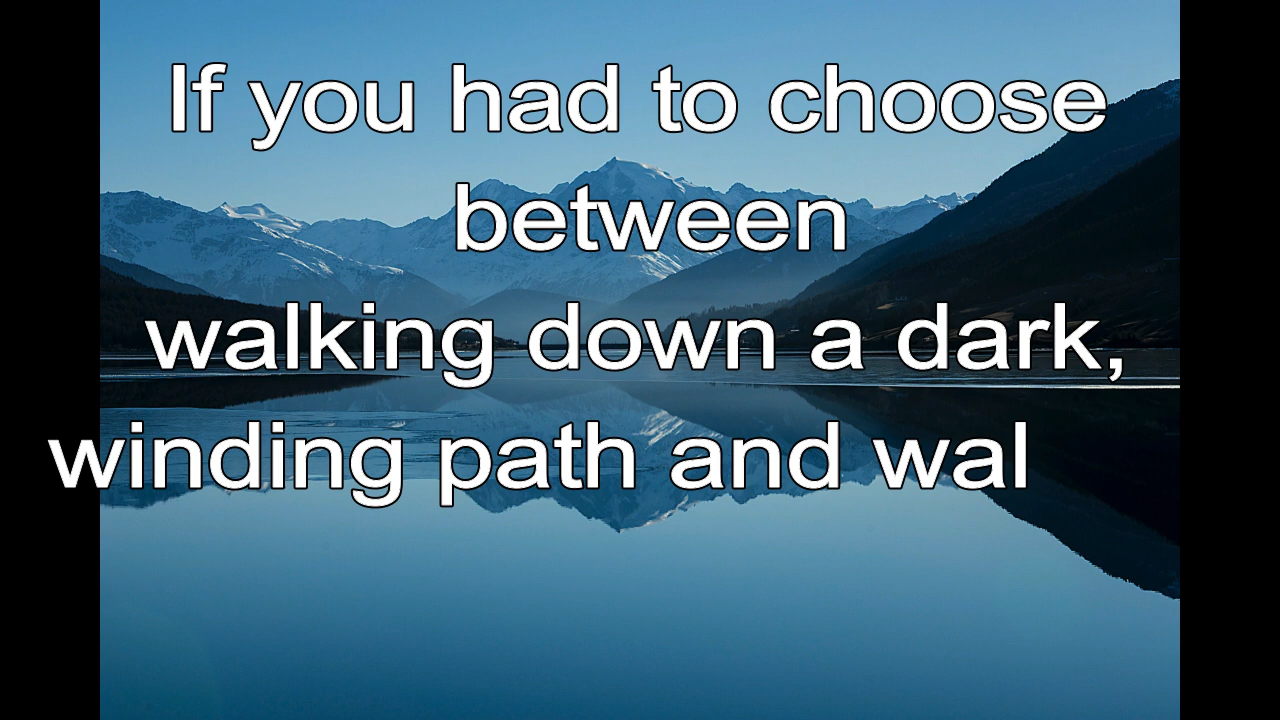 If you had to choose
between
walking down a dark,
winding path and wal